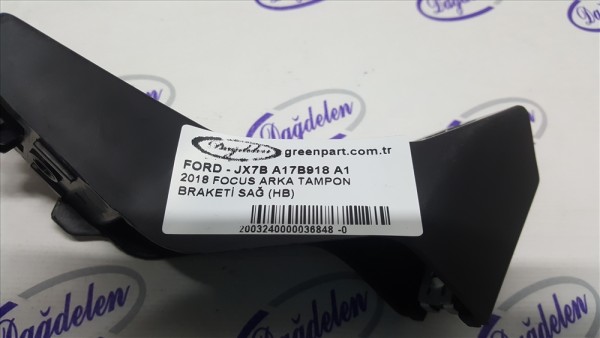 Dağdelen
Dağdelen greenpart.com.tr
FORD - JX7B A17B918 A1
2018 FOCUS ARKA TAMPON
BRAKETİ SAĞ (HB)
2003240000036848 -0
Dağdelen
Dağdelen